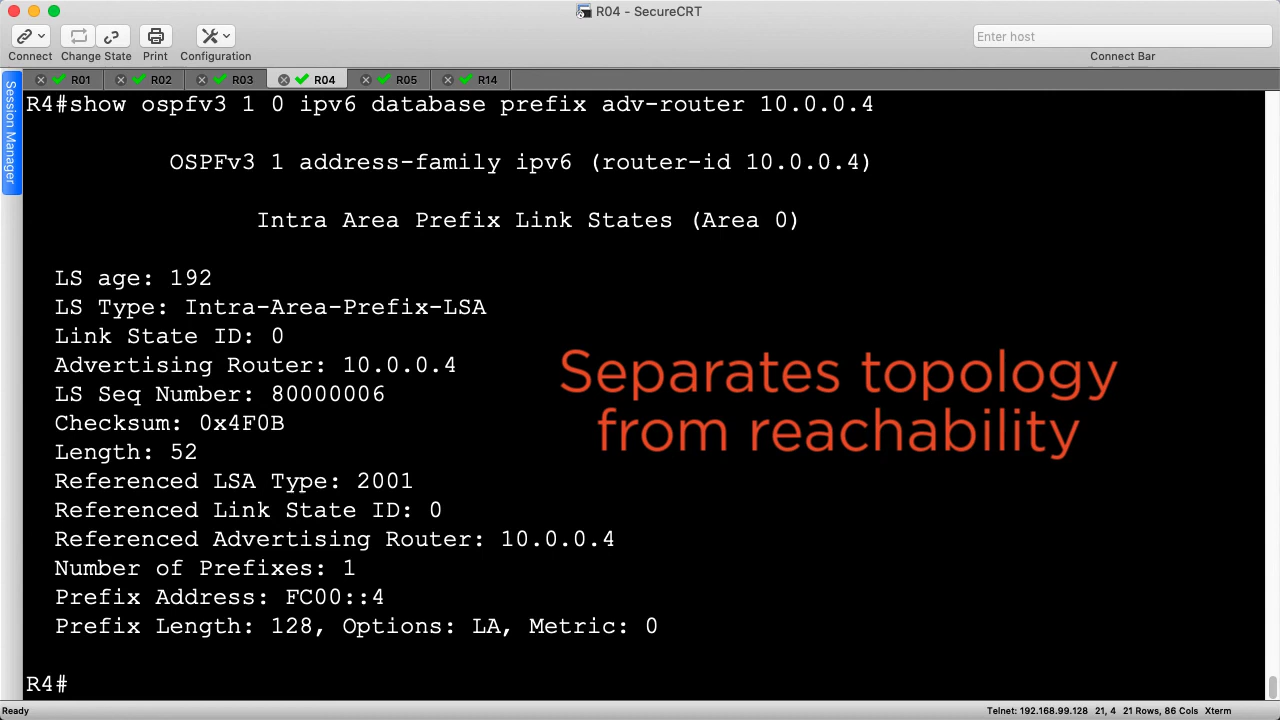 R04 - SecureCRT
Enter host
Connect Change State Print Configuration Connect Bar
R01 R02 R03 R04 R05 R14
Session Manager
R4#show ospfv3 1 0 ipv6 database prefix adv-router 10.0.0.4
OSPFv3 1 address-family ipv6 (router-id 10.0.0.4)
Intra Area Prefix Link States (Area 0)
LS age: 192
LS Type: Intra-Area-Prefix-LSA
Link State ID: 0
Advertising Router: 10.0.0.4
LS Seq Number: 80000006
Checksum: 0x4F0B
Length: 52
Referenced LSA Type: 2001
Referenced Link State ID: 0
Referenced Advertising Router: 10.0.0.4
Number of Prefixes: 1
Prefix Address: FC00::4
Prefix Length: 128, Options: LA, Metric: 0
Separates topology
from reachability
R4#
Ready Telnet: 192.168.99.128 21, 4 21 Rows, 86 Cols Xterm